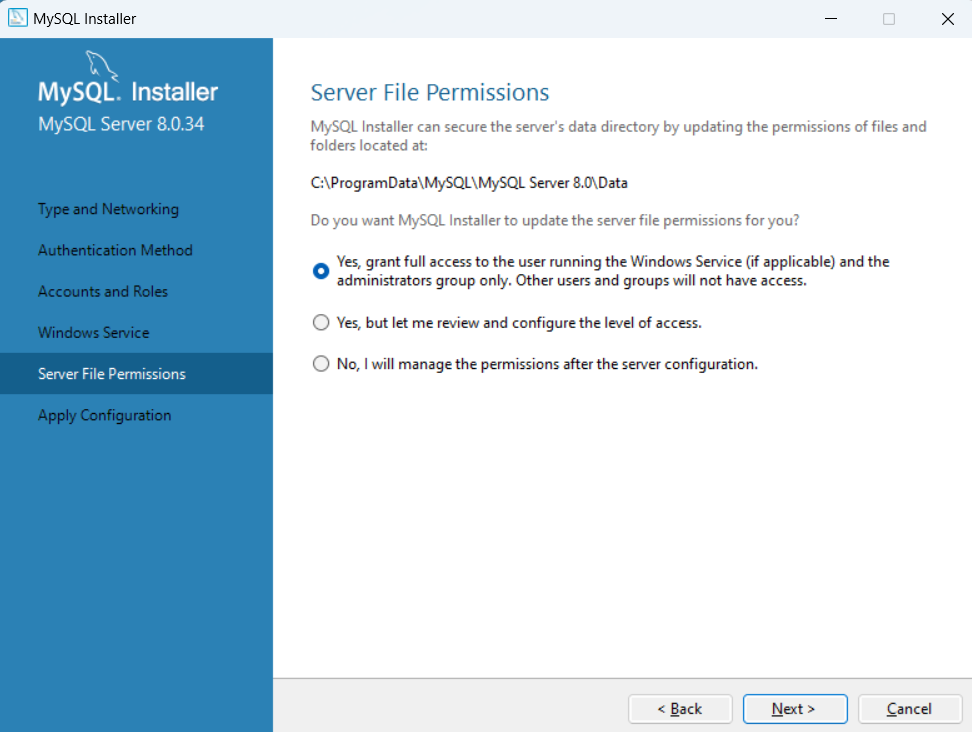 MySQL Installer
MySQL. Installer
MySQL Server 8.0.34
Type and Networking
Authentication Method
Accounts and Roles
Windows Service
Server File Permissions
Apply Configuration
Server File Permissions
MySQL Installer can secure the server's data directory by updating the permissions of files and
folders located at:
C:\ProgramData\MySQL\MySQL Server 8.0\Data
Do you want MySQL Installer to update the server file permissions for you?
Yes, grant full access to the user running the Windows Service (if applicable) and the
administrators group only. Other users and groups will not have access.
Yes, but let me review and configure the level of access.
No, I will manage the permissions after the server configuration.
< Back
Next >
Cancel